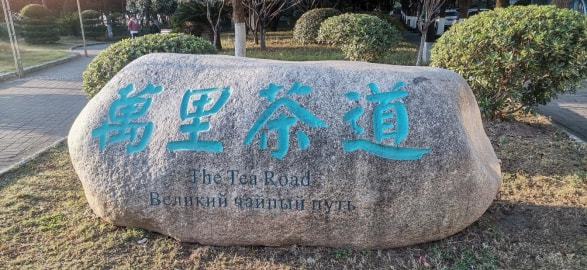 萬里茶道
The Tea Road
Великий чайный путь